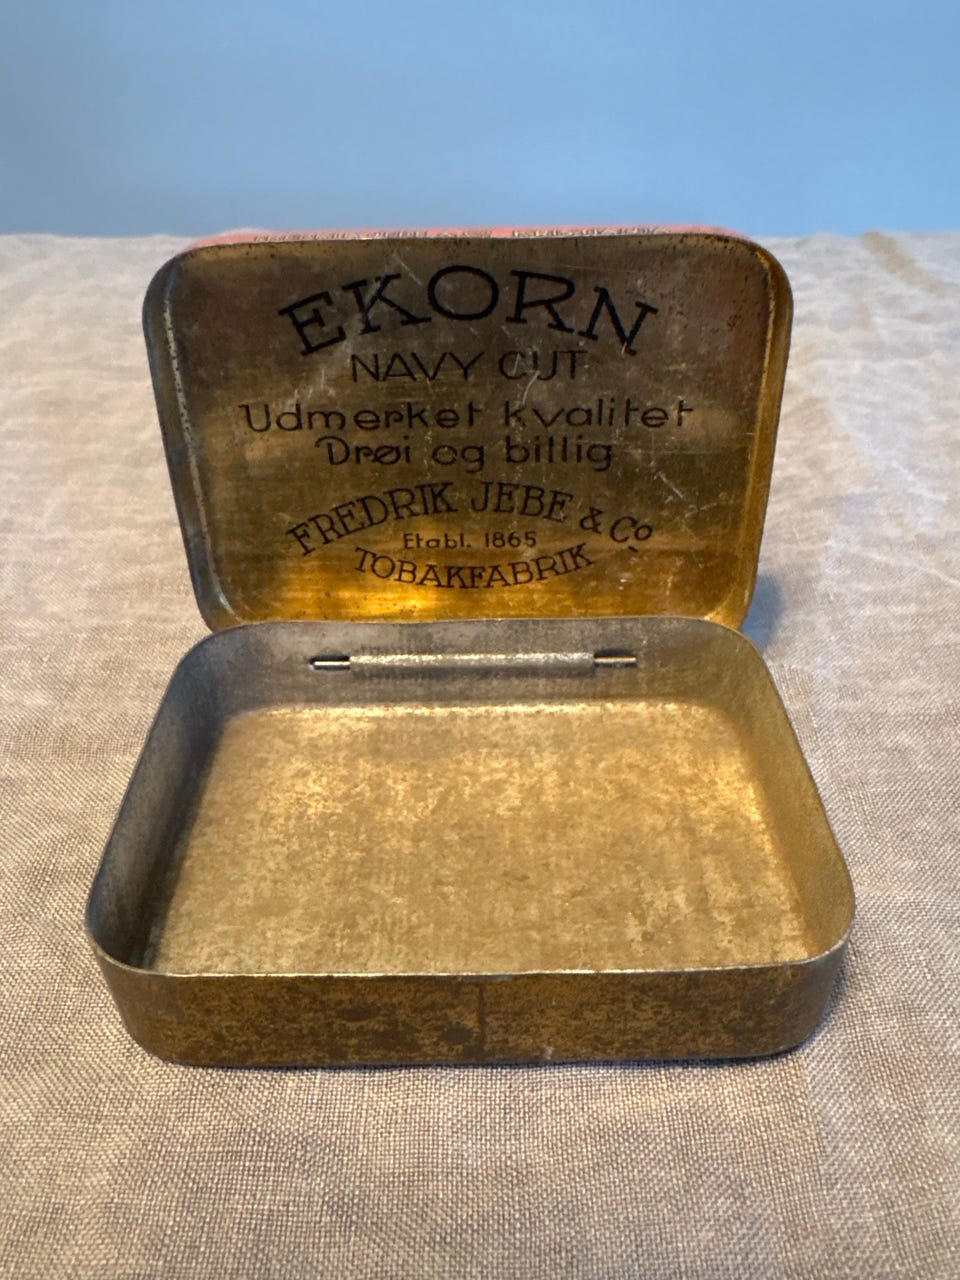 EKORN
NAVY CUT
Udmerket kvalitet
Drøi og billig
FREDRIK JEBE & Co.
Etabl. 1865
TOBAKFABRIK